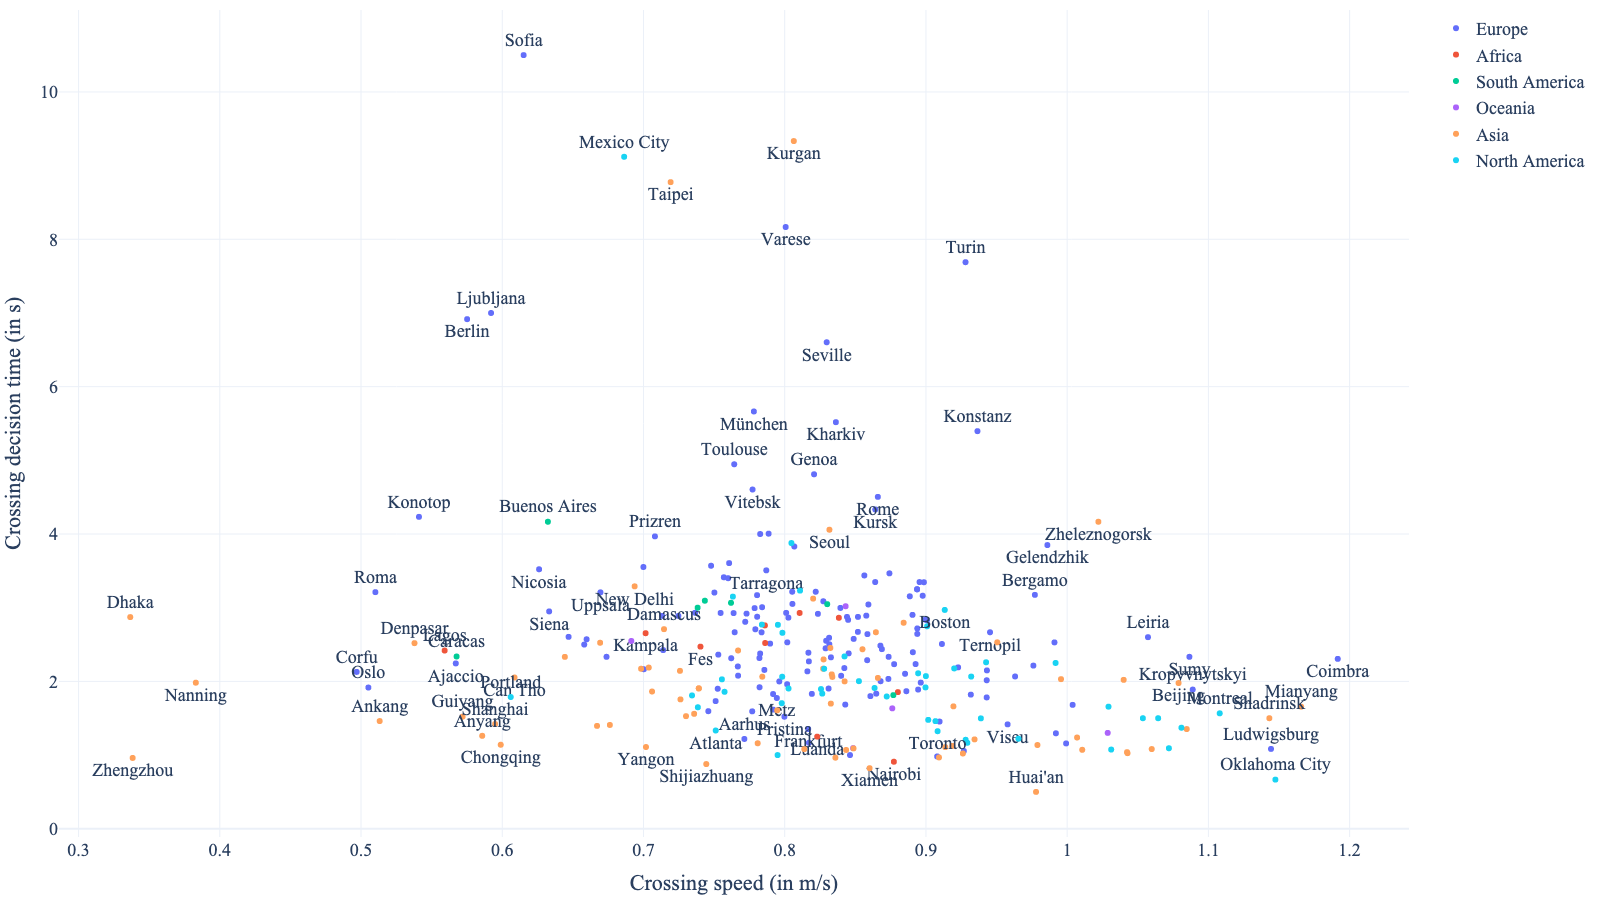 Sofia
Europe
Africa
South America
Oceania
Asia
North America
10
Mexico City
Kurgan
Taipei
8
Varese
Turin
Ljubljana
Berlin
Seville
6
München
Kharkiv
Konstanz
Toulouse
Genoa
Vitebsk
Konotop
Buenos Aires
Rome
Prizren
Kursk
4
Seoul
Zheleznogorsk
Gelendzhik
Roma
Nicosia
Tarragona
Bergamo
Dhaka
New Delhi
Uppsala
Damascus
Denpasar
Lagos
Caracas
Siena
Kampala
Boston
Leiria
Ternopil
Corfu
Oslo
Fes
Ajaccio
Sumy
Kropyvnytskyi
Coimbra
2
Nanning
Portland
Can Tho
Beijing
Montreal
Mianyang
Ankang
Guiyang
Shanghai
Anyang
Metz
Shadrinsk
Aarhus
Pristina
Frankfurt
Atlanta
Luanda
Toronto
Viseu
Ludwigsburg
Zhengzhou
Chongqing
Yangon
Shijiazhuang
Xiamen
Nairobi
Huai'an
Oklahoma City
0
0.3
0.4
0.5
0.6
0.7
0.8
0.9
1
1.1
1.2
Crossing speed (in m/s)
Crossing decision time (in s)